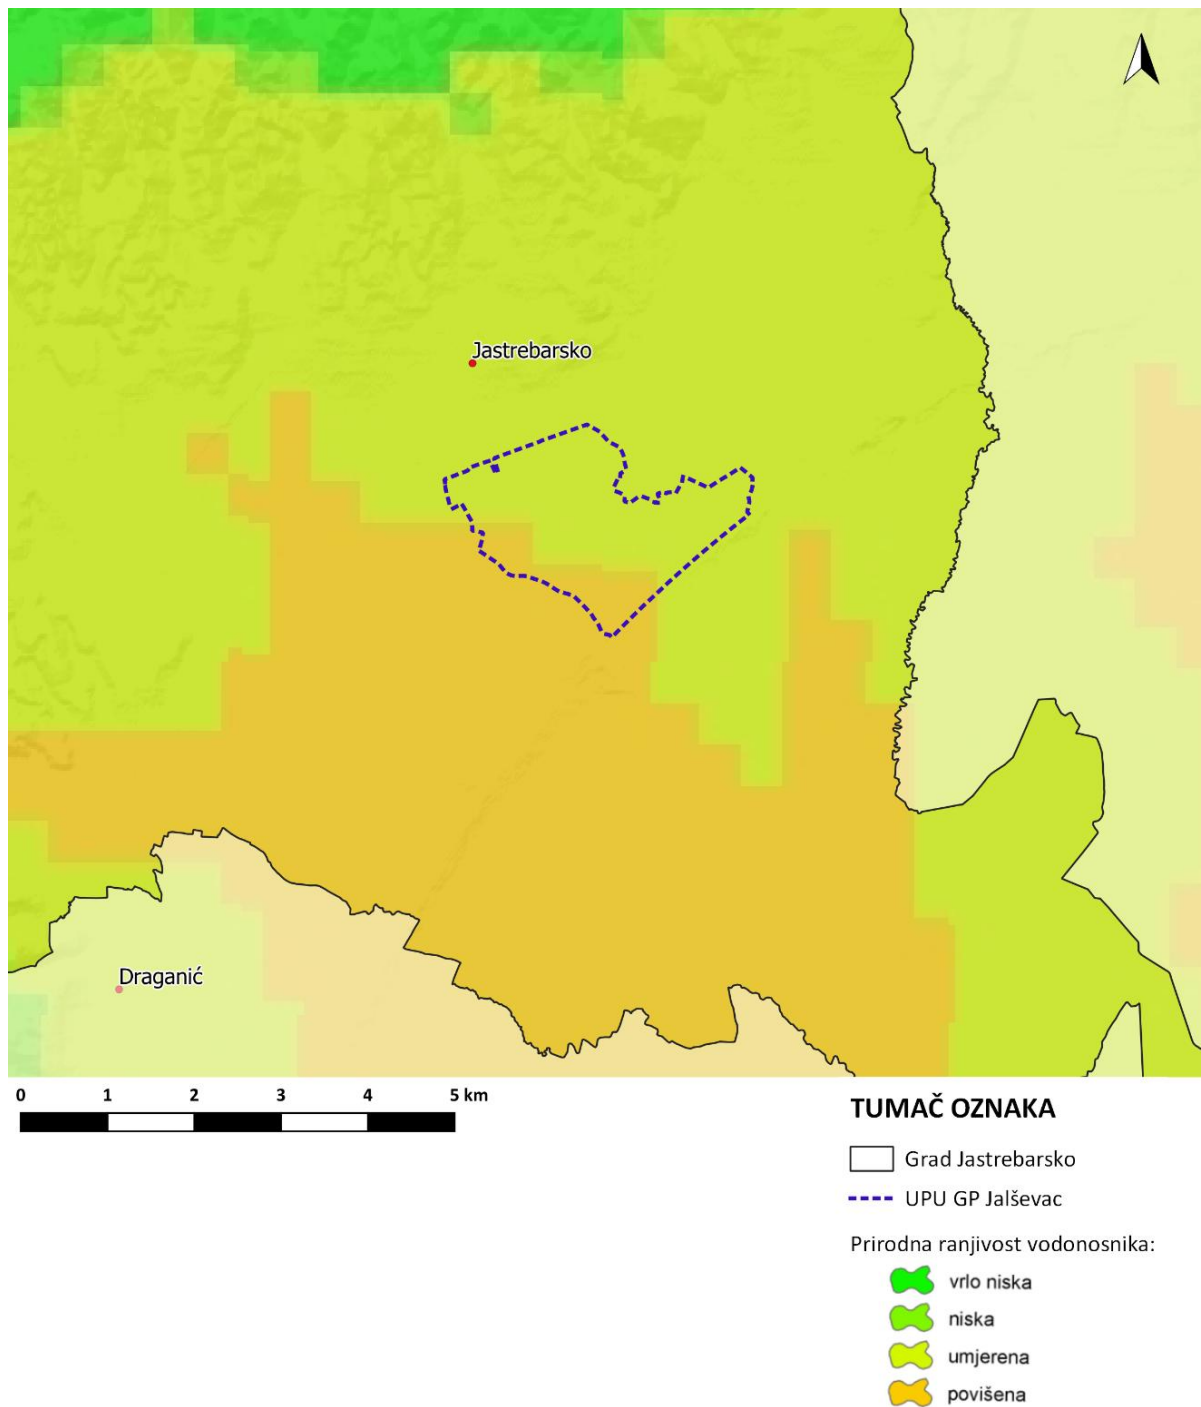 Jastrebarsko
Draganić
0 1 2 3 4 5 km
TUMAČ OZNAKA
Grad Jastrebarsko
UPU GP Jalševac
Prirodna ranjivost vodonosnika:
vrlo niska
niska
umjerena
povišena